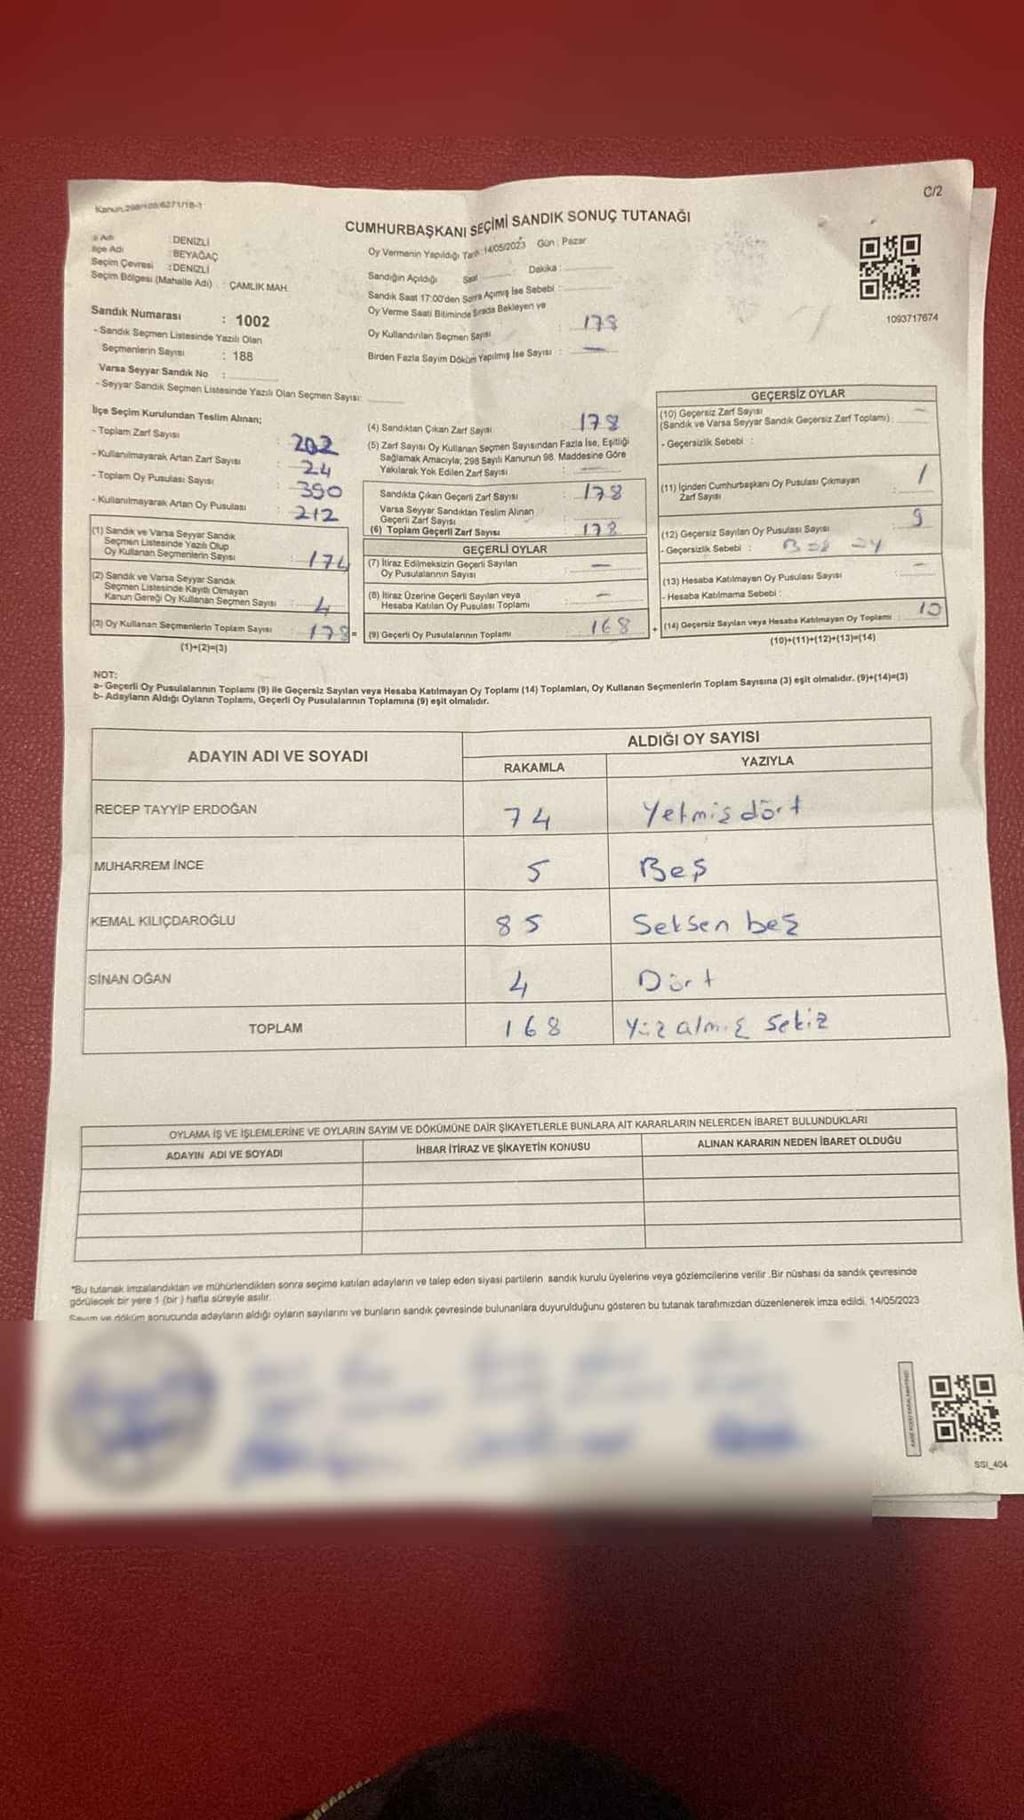 C/2
CUMHURBAŞKANI SEÇİMİ SANDIK SONUÇ TUTANAĞI
İl Adı : DENİZLİ
İlçe Adı : BEYAĞAÇ
Seçim Çevresi : DENİZLİ
Seçim Bölgesi (Mahalle Adı) : ÇAMLIK MAH.
Sandık Numarası : 1002
- Sandık Seçmen Listesinde Yazılı Olan
Seçmenlerin Sayısı : 188
Varsa Seyyar Sandık No :
- Seyyar Sandık Seçmen Listesinde Yazılı Olan Seçmen Sayısı:
Oy Vermenin Yapıldığı Tarih 14/05/2023 Gün : Pazar
Sandığın Açıldığı Saat Dakika :
Sandık Saat 17:00'den Sonra Açımış İse Sebebi :
Oy Verme Saati Bitiminde Sırada Bekleyen ve
Oy Kullandırılan Seçmen Sayısı 178
Birden Fazla Sayım Döküm Yapılmış İse Sayısı : —
1093717674
İlçe Seçim Kurulundan Teslim Alınan;
- Toplam Zarf Sayısı : 202
- Kullanılmayarak Artan Zarf Sayısı : 24
- Toplam Oy Pusulası Sayısı : 390
- Kullanılmayarak Artan Oy Pusulası : 212
(1) Sandık ve Varsa Seyyar Sandık
Seçmen Listesinde Yazılı Olup
Oy Kullanan Seçmenlerin Sayısı : 174
(2) Sandık ve Varsa Seyyar Sandık
Seçmen Listesinde Kayıtlı Olmayan
Kanun Gereği Oy Kullanan Seçmen Sayısı : 4
(3) Oy Kullanan Seçmenlerin Toplam Sayısı : 178 =
(1)+(2)=(3)
(4) Sandıktan Çıkan Zarf Sayısı : 178
(5) Zarf Sayısı Oy Kullanan Seçmen Sayısından Fazla İse, Eşitliği
Sağlamak Amacıyla, 298 Sayılı Kanunun 98. Maddesine Göre
Yakılarak Yok Edilen Zarf Sayısı : —
Sandıkta Çıkan Geçerli Zarf Sayısı : 178
Varsa Seyyar Sandıktan Teslim Alınan
Geçerli Zarf Sayısı :
(6) Toplam Geçerli Zarf Sayısı : 178
GEÇERLİ OYLAR
(7) İtiraz Edilmeksizin Geçerli Sayılan
Oy Pusulalarının Sayısı : —
(8) İtiraz Üzerine Geçerli Sayılan veya
Hesaba Katılan Oy Pusulası Toplamı : —
(9) Geçerli Oy Pusulalarının Toplamı : 168 +
GEÇERSİZ OYLAR
(10) Geçersiz Zarf Sayısı
(Sandık ve Varsa Seyyar Sandık Geçersiz Zarf Toplamı) : —
- Geçersizlik Sebebi :
(11) İçinden Cumhurbaşkanı Oy Pusulası Çıkmayan
Zarf Sayısı : 1
(12) Geçersiz Sayılan Oy Pusulası Sayısı : 9
- Geçersizlik Sebebi :
(13) Hesaba Katılmayan Oy Pusulası Sayısı : —
- Hesaba Katılmama Sebebi :
(14) Geçersiz Sayılan veya Hesaba Katılmayan Oy Toplamı : 10
(10)+(11)+(12)+(13)=(14)
NOT:
a- Geçerli Oy Pusulalarının Toplamı (9) ile Geçersiz Sayılan veya Hesaba Katılmayan Oy Toplamı (14) Toplamları, Oy Kullanan Seçmenlerin Toplam Sayısına (3) eşit olmalıdır. (9)+(14)=(3)
b- Adayların Aldığı Oyların Toplamı, Geçerli Oy Pusulalarının Toplamına (9) eşit olmalıdır.
ADAYIN ADI VE SOYADI
ALDIĞI OY SAYISI
RAKAMLA YAZIYLA
RECEP TAYYİP ERDOĞAN 74 Yetmiş dört
MUHARREM İNCE 5 Beş
KEMAL KILIÇDAROĞLU 85 Seksen beş
SİNAN OĞAN 4 Dört
TOPLAM 168 Yüz almış sekiz
OYLAMA İŞ VE İŞLEMLERİNE VE OYLARIN SAYIM VE DÖKÜMÜNE DAİR ŞİKAYETLERLE BUNLARA AİT KARARLARIN NELERDEN İBARET BULUNDUKLARI
ADAYIN ADI VE SOYADI İHBAR İTİRAZ VE ŞİKAYETİN KONUSU ALINAN KARARIN NEDEN İBARET OLDUĞU
*Bu tutanak imzalandıktan ve mühürlendikten sonra seçime katılan adayların ve talep eden siyasi partilerin sandık kurulu üyelerine veya gözlemcilerine verilir .Bir nüshası da sandık çevresinde
görülecek bir yere 1 (bir ) hafta süreyle asılır.
Sayım ve döküm sonucunda adayların aldığı oyların sayılarını ve bunların sandık çevresinde bulunanlara duyurulduğunu gösteren bu tutanak tarafımızdan düzenlenerek imza edildi. 14/05/2023
SSI_404